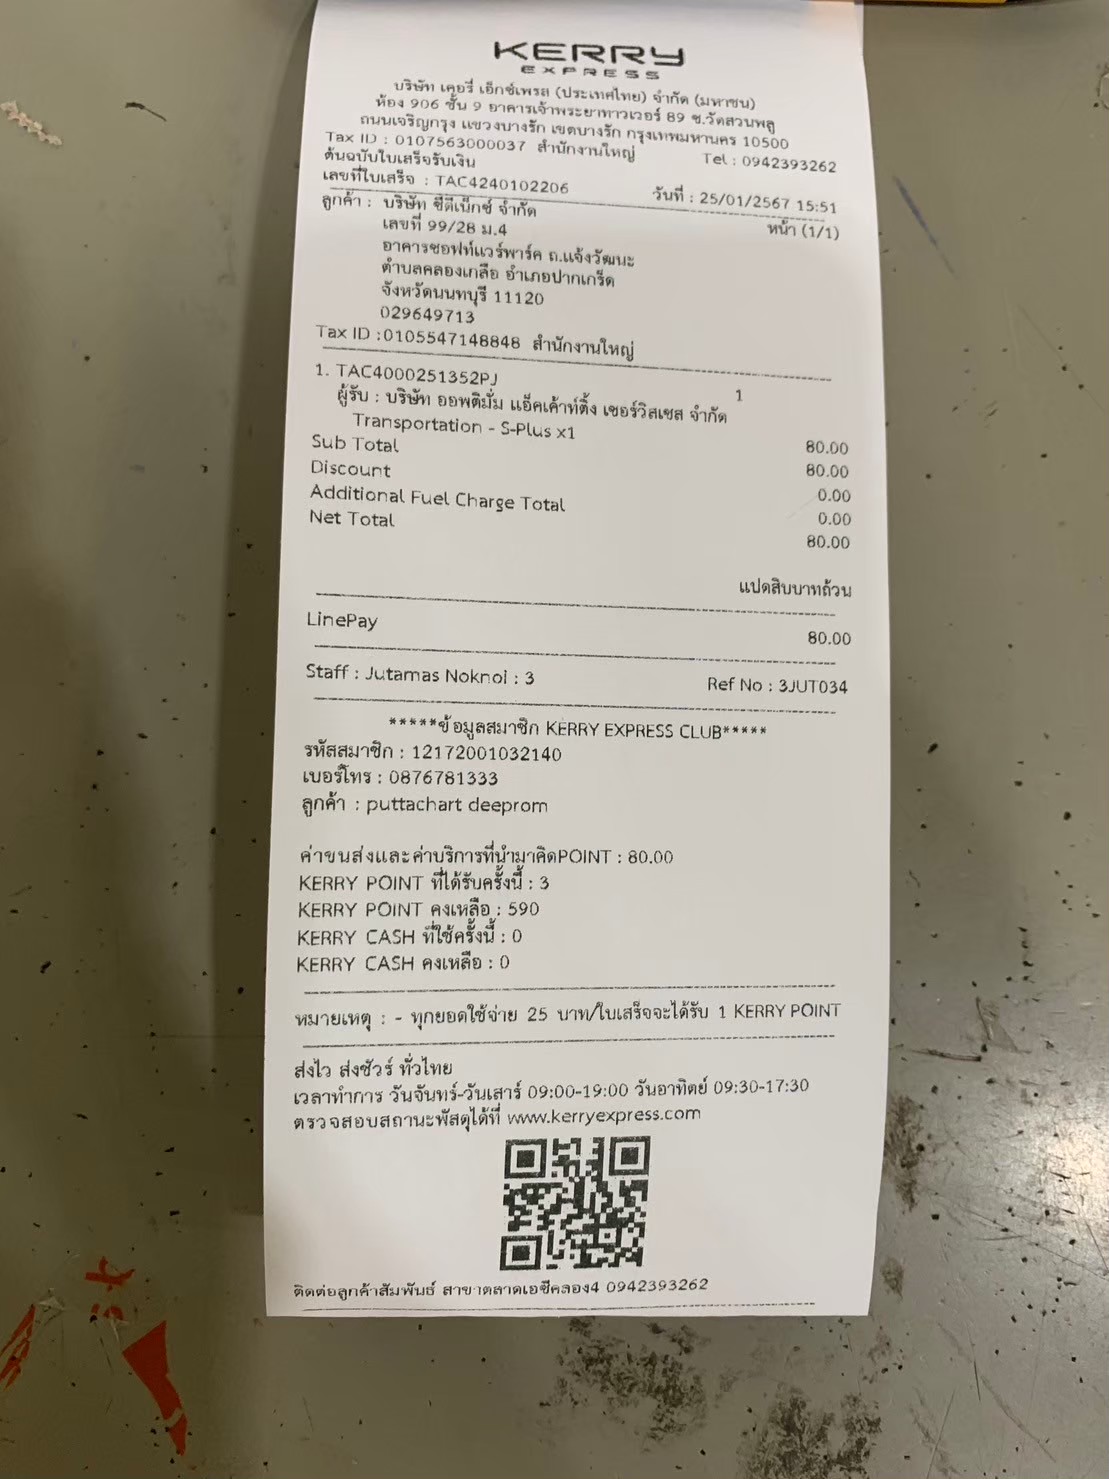 KERRY
EXPRESS
บริษัท เคอรี่ เอ็กซ์เพรส (ประเทศไทย) จำกัด (มหาชน)
ห้อง 906 ชั้น 9 อาคารเจ้าพระยาทาวเวอร์ 89 ซ.วัดสวนพลู
ถนนเจริญกรุง แขวงบางรัก เขตบางรัก กรุงเทพมหานคร 10500
Tax ID : 0107563000037 สำนักงานใหญ่ Tel : 0942393262
ต้นฉบับใบเสร็จรับเงิน
เลขที่ใบเสร็จ : TAC4240102206 วันที่ : 25/01/2567 15:51
ลูกค้า : บริษัท ซีดีเน็กซ์ จำกัด หน้า (1/1)
เลขที่ 99/28 ม.4
อาคารซอฟท์แวร์พาร์ค ถ.แจ้งวัฒนะ
ตำบลคลองเกลือ อำเภอปากเกร็ด
จังหวัดนนทบุรี 11120
029649713
Tax ID :0105547148848 สำนักงานใหญ่
1. TAC4000251352PJ 1
ผู้รับ : บริษัท ออพติมั่ม แอ็คเค้าท์ติ้ง เซอร์วิสเซส จำกัด
Transportation - S-Plus x1 80.00
Sub Total 80.00
Discount 0.00
Additional Fuel Charge Total 0.00
Net Total 80.00
แปดสิบบาทถ้วน
LinePay 80.00
Staff : Jutamas Noknoi : 3 Ref No : 3JUT034
*****ข้อมูลสมาชิก KERRY EXPRESS CLUB*****
รหัสสมาชิก : 12172001032140
เบอร์โทร : 0876781333
ลูกค้า : puttachart deeprom
ค่าขนส่งและค่าบริการที่นำมาคิดPOINT : 80.00
KERRY POINT ที่ได้รับครั้งนี้ : 3
KERRY POINT คงเหลือ : 590
KERRY CASH ที่ใช้ครั้งนี้ : 0
KERRY CASH คงเหลือ : 0
หมายเหตุ : - ทุกยอดใช้จ่าย 25 บาท/ใบเสร็จจะได้รับ 1 KERRY POINT
ส่งไว ส่งชัวร์ ทั่วไทย
เวลาทำการ วันจันทร์-วันเสาร์ 09:00-19:00 วันอาทิตย์ 09:30-17:30
ตรวจสอบสถานะพัสดุได้ที่ www.kerryexpress.com
ติดต่อลูกค้าสัมพันธ์ สาขาตลาดเอซีคลอง4 0942393262